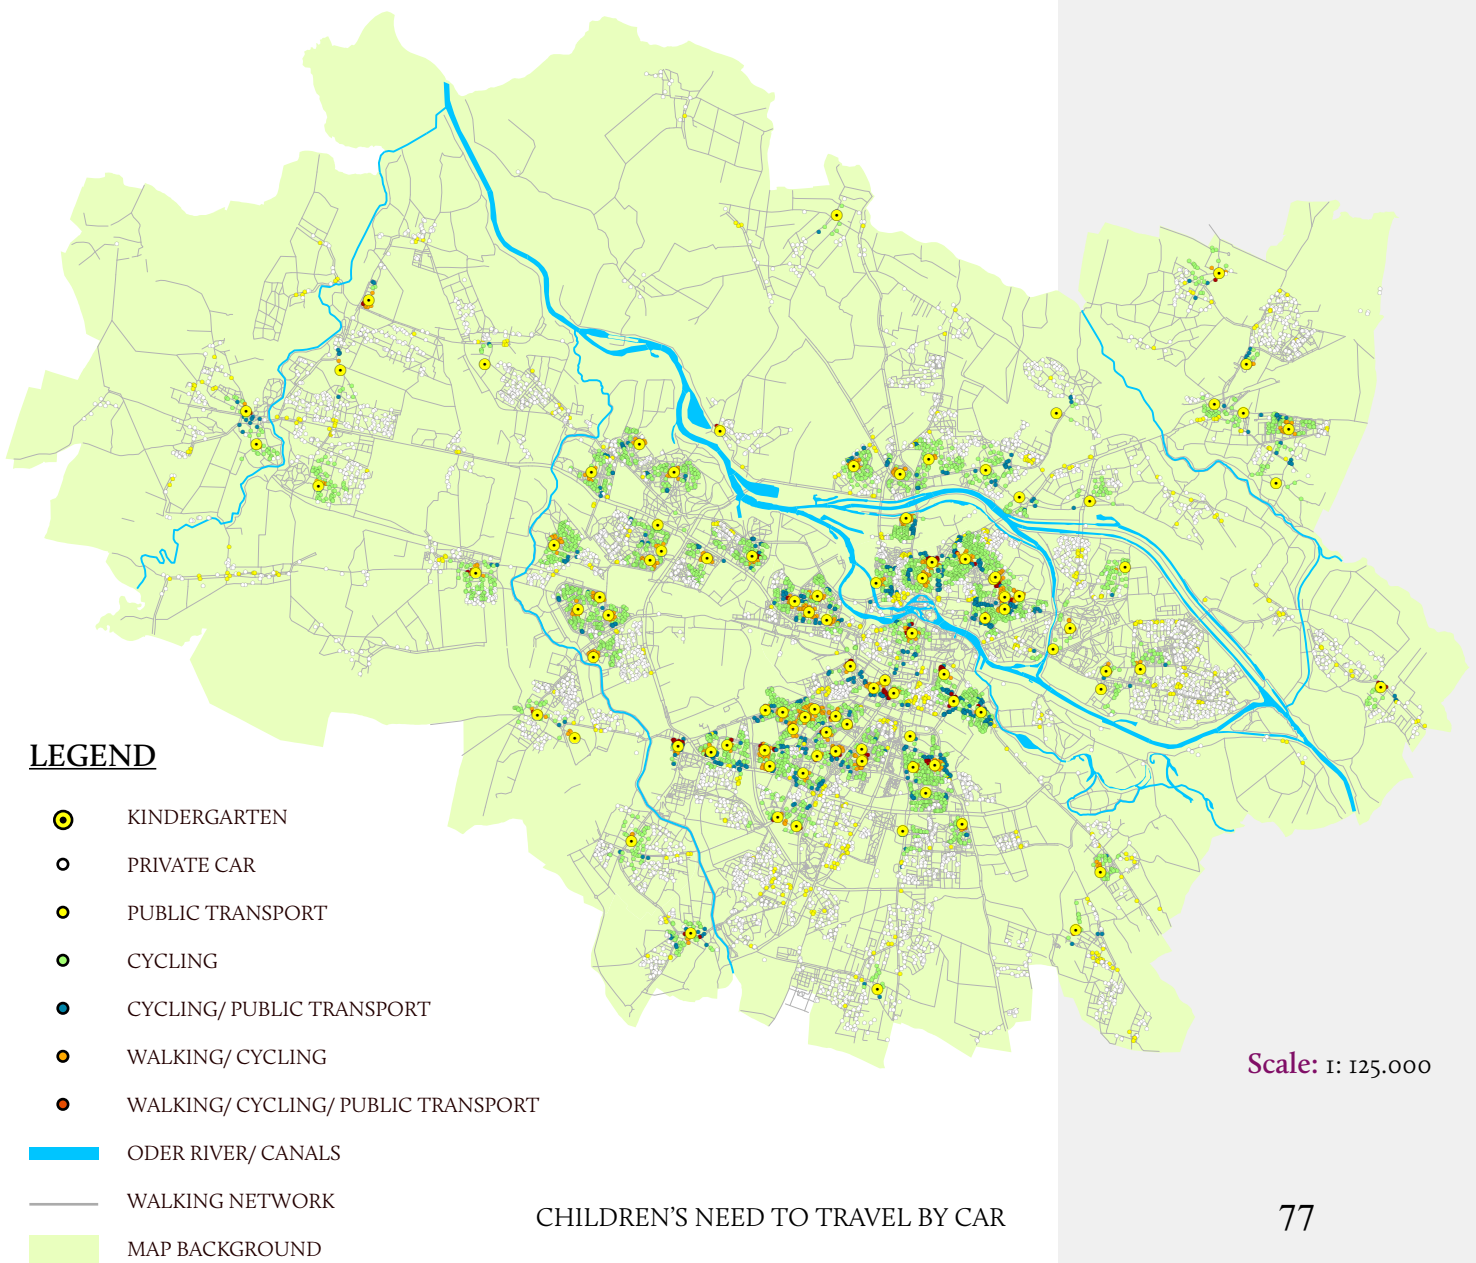 LEGEND
KINDERGARTEN
PRIVATE CAR
PUBLIC TRANSPORT
CYCLING
CYCLING/ PUBLIC TRANSPORT
WALKING/ CYCLING
WALKING/ CYCLING/ PUBLIC TRANSPORT
ODER RIVER/ CANALS
WALKING NETWORK
MAP BACKGROUND
Scale: 1: 125.000
CHILDREN'S NEED TO TRAVEL BY CAR
77